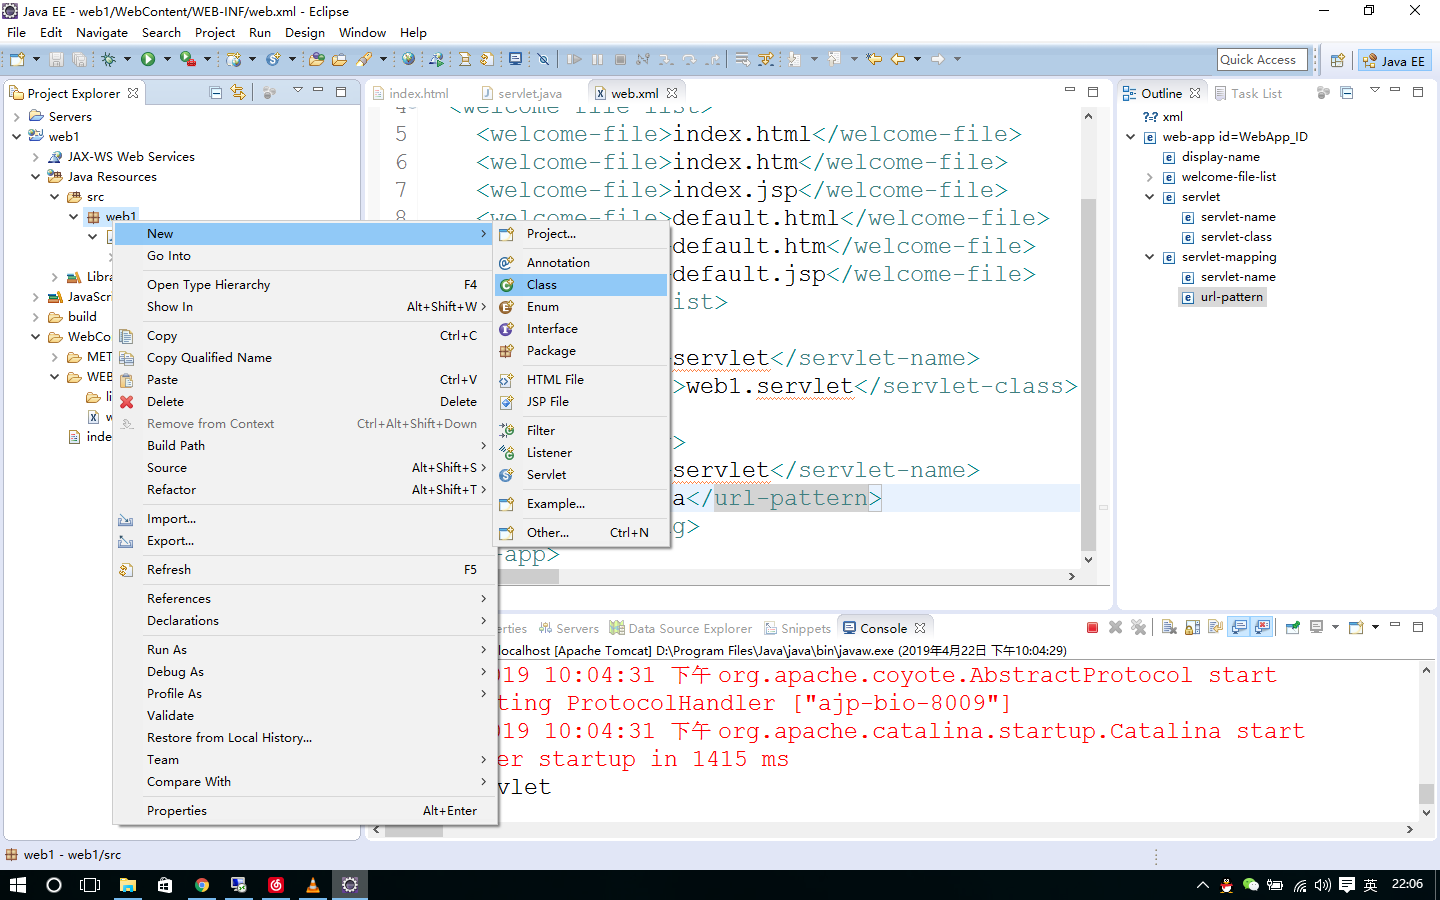 Java EE - web1/WebContent/WEB-INF/web.xml - Eclipse
File Edit Navigate Search Project Run Design Window Help
Quick Access
Java EE
Project Explorer
Servers
web1
JAX-WS Web Services
Java Resources
src
web1
Libra
JavaScri
build
WebCo
MET
WEB
li
w
inde
New
Go Into
Open Type Hierarchy F4
Show In Alt+Shift+W
Copy Ctrl+C
Copy Qualified Name
Paste Ctrl+V
Delete Delete
Remove from Context Ctrl+Alt+Shift+Down
Build Path
Source Alt+Shift+S
Refactor Alt+Shift+T
Import...
Export...
Refresh F5
References
Declarations
Run As
Debug As
Profile As
Validate
Restore from Local History...
Team
Compare With
Properties Alt+Enter
Project...
Annotation
Class
Enum
Interface
Package
HTML File
JSP File
Filter
Listener
Servlet
Example...
Other... Ctrl+N
index.html servlet.java web.xml
4 <welcome-file-list>
5 <welcome-file>index.html</welcome-file>
6 <welcome-file>index.htm</welcome-file>
7 <welcome-file>index.jsp</welcome-file>
8 <welcome-file>default.html</welcome-file>
default.htm</welcome-file>
default.jsp</welcome-file>
ist>
servlet</servlet-name>
>web1.servlet</servlet-class>
>
servlet</servlet-name>
a</url-pattern>
g>
-app>
Outline Task List
xml
web-app id=WebApp_ID
display-name
welcome-file-list
servlet
servlet-name
servlet-class
servlet-mapping
servlet-name
url-pattern
erties Servers Data Source Explorer Snippets Console
localhost [Apache Tomcat] D:\Program Files\Java\java\bin\javaw.exe (2019年4月22日 下午10:04:29)
019 10:04:31 下午 org.apache.coyote.AbstractProtocol start
ting ProtocolHandler ["ajp-bio-8009"]
019 10:04:31 下午 org.apache.catalina.startup.Catalina start
er startup in 1415 ms
vlet
web1 - web1/src
英 22:06